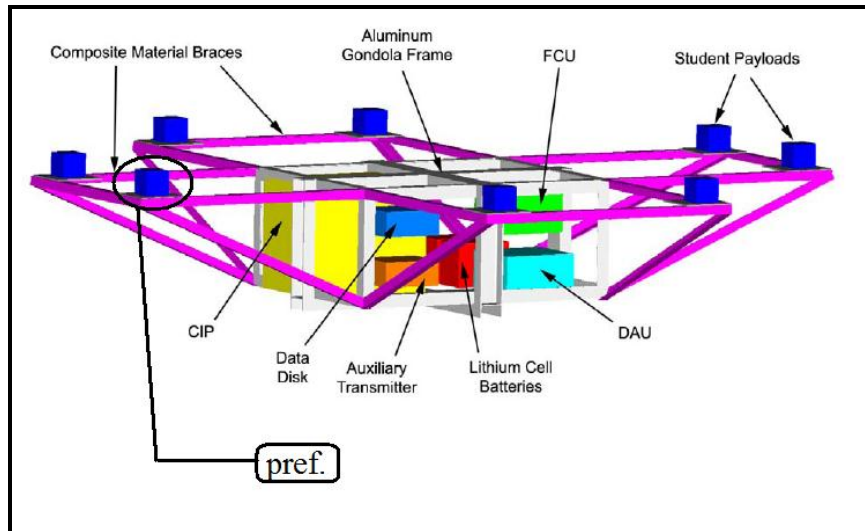 Composite Material Braces
Aluminum
Gondola Frame
FCU
Student Payloads
CIP
Data
Disk
Auxiliary
Transmitter
Lithium Cell
Batteries
DAU
pref.